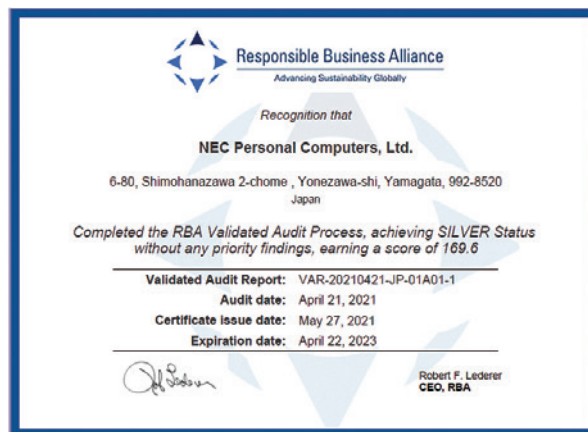 Responsible Business Alliance
Advancing Sustainability Globally
Recognition that
NEC Personal Computers, Ltd.
6-80, Shimohanazawa 2-chome , Yonezawa-shi, Yamagata, 992-8520
Japan
Completed the RBA Validated Audit Process, achieving SILVER Status
without any priority findings, earning a score of 169.6
Validated Audit Report: VAR-20210421-JP-01A01-1
Audit date: April 21, 2021
Certificate issue date: May 27, 2021
Expiration date: April 22, 2023
Robert F. Lederer
CEO, RBA